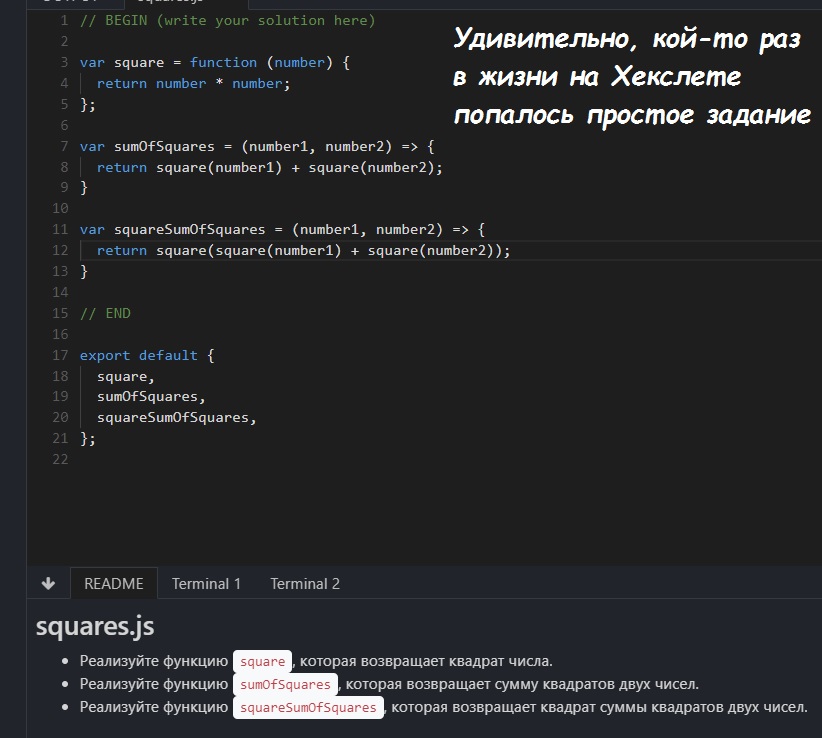 squares.js
1 // BEGIN (write your solution here)
2
3 var square = function (number) {
4 return number * number;
5 };
6
7 var sumOfSquares = (number1, number2) => {
8 return square(number1) + square(number2);
9 }
10
11 var squareSumOfSquares = (number1, number2) => {
12 return square(square(number1) + square(number2));
13 }
14
15 // END
16
17 export default {
18 square,
19 sumOfSquares,
20 squareSumOfSquares,
21 };
22
Удивительно, кой-то раз
в жизни на Хекслете
попалось простое задание
README Terminal 1 Terminal 2
squares.js
Реализуйте функцию square, которая возвращает квадрат числа.
Реализуйте функцию sumOfSquares, которая возвращает сумму квадратов двух чисел.
Реализуйте функцию squareSumOfSquares, которая возвращает квадрат суммы квадратов двух чисел.